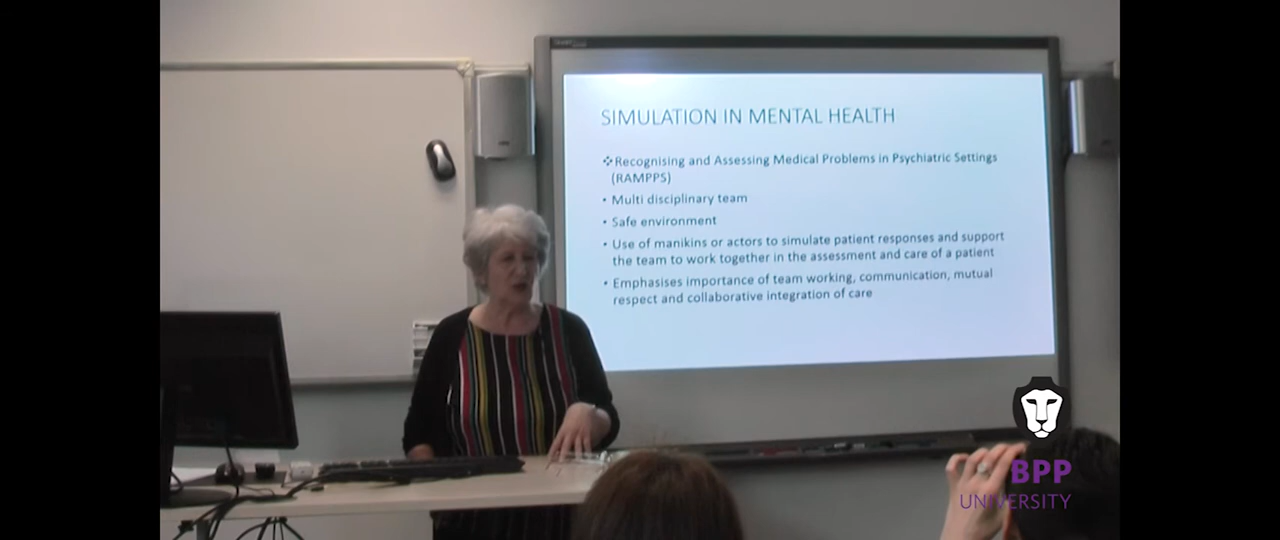 SIMULATION IN MENTAL HEALTH
❖Recognising and Assessing Medical Problems in Psychiatric Settings
(RAMPPS)
• Multi disciplinary team
• Safe environment
• Use of manikins or actors to simulate patient responses and support
the team to work together in the assessment and care of a patient
• Emphasises importance of team working, communication, mutual
respect and collaborative integration of care
BPP
UNIVERSITY